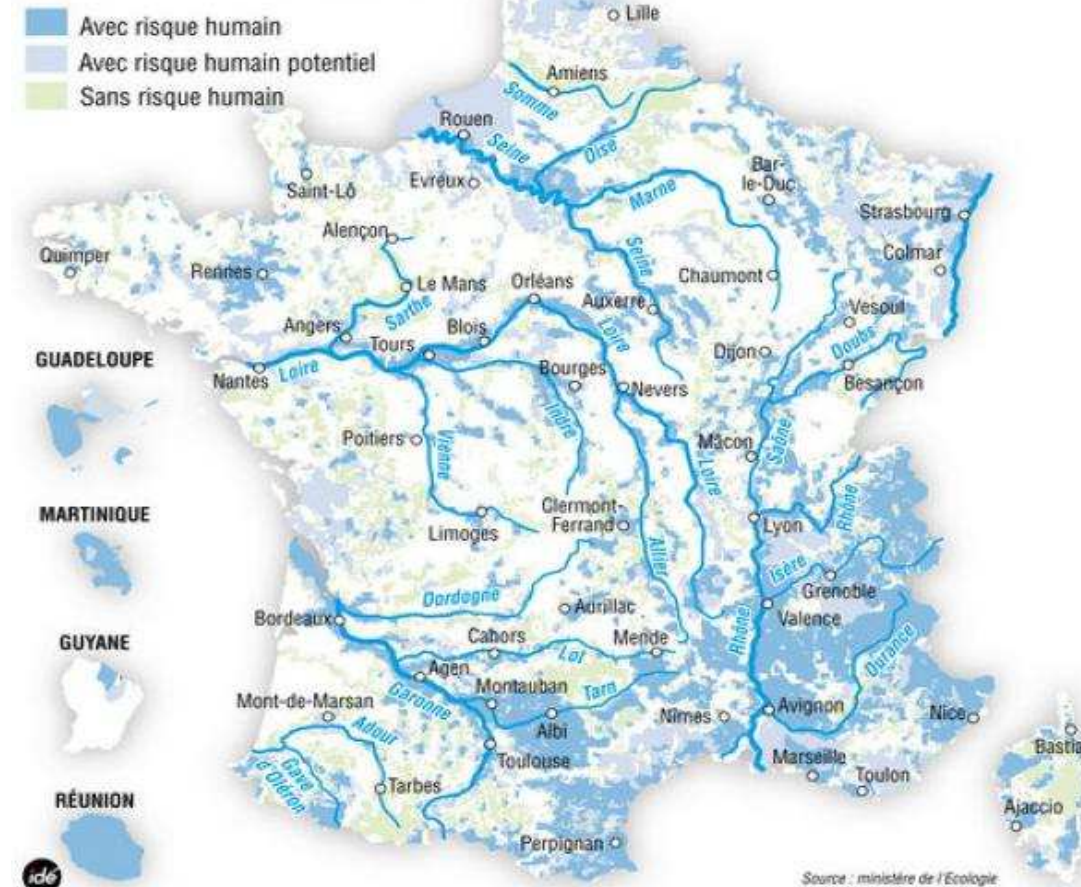 Avec risque humain
Avec risque humain potentiel
Sans risque humain
Lille
Amiens
Somme
Rouen
Seine
Oise
Evreux
Saint-Lô
Bar-
le-Duc
Marne
Strasbourg
Alençon
Quimper
Rennes
Colmar
Seine
Chaumont
Le Mans
Orléans
Auxerre
Sarthe
Vesoul
Angers
Blois
Loire
Tours
Doubs
GUADELOUPE
Dijon
Nantes
Loire
Bourges
Besançon
Nevers
Indre
Poitiers
Vienne
Mâcon
Saône
Loire
Rhône
MARTINIQUE
Clermont-
Ferrand
Lyon
Limoges
Allier
Isère
Dordogne
Grenoble
Aurillac
Valence
Bordeaux
Rhône
GUYANE
Cahors
Mende
Durance
Lot
Agen
Garonne
Montauban
Tarn
Mont-de-Marsan
Nîmes
Avignon
Nice
Adour
Albi
Bastia
Toulouse
Marseille
Gave
d'Oléron
Toulon
RÉUNION
Tarbes
Ajaccio
Perpignan
idé
Source : ministère de l'Ecologie